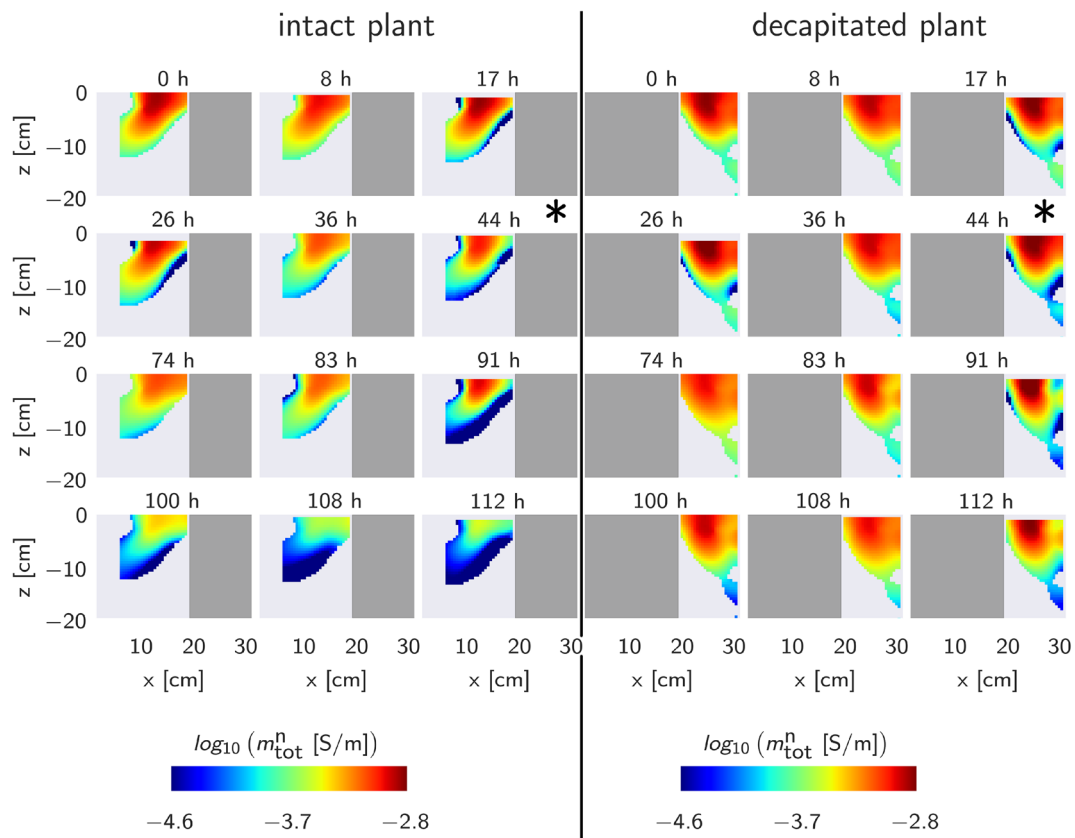 intact plant decapitated plant
0 h 8 h 17 h 0 h 8 h 17 h
0
z [cm] −10
−20
* *
26 h 36 h 44 h 26 h 36 h 44 h
0
z [cm] −10
−20
74 h 83 h 91 h 74 h 83 h 91 h
0
z [cm] −10
−20
100 h 108 h 112 h 100 h 108 h 112 h
0
z [cm] −10
−20
10 20 30 10 20 30 10 20 30 10 20 30 10 20 30 10 20 30
x [cm] x [cm] x [cm] x [cm] x [cm] x [cm]
log₁₀ (mⁿ_tot [S/m]) log₁₀ (mⁿ_tot [S/m])
−4.6 −3.7 −2.8 −4.6 −3.7 −2.8